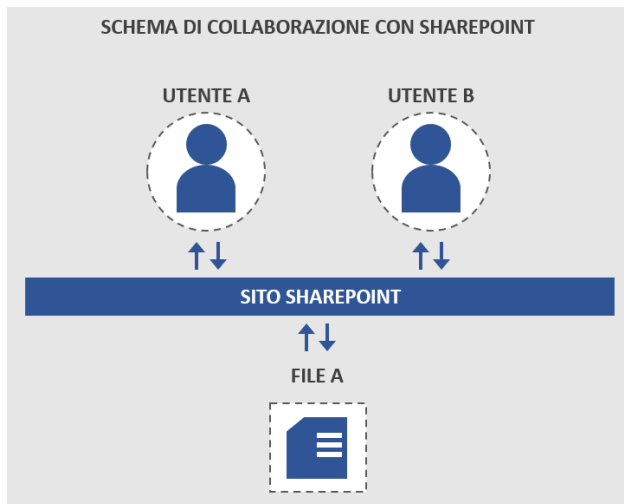 SCHEMA DI COLLABORAZIONE CON SHAREPOINT
UTENTE A
UTENTE B
SITO SHAREPOINT
FILE A